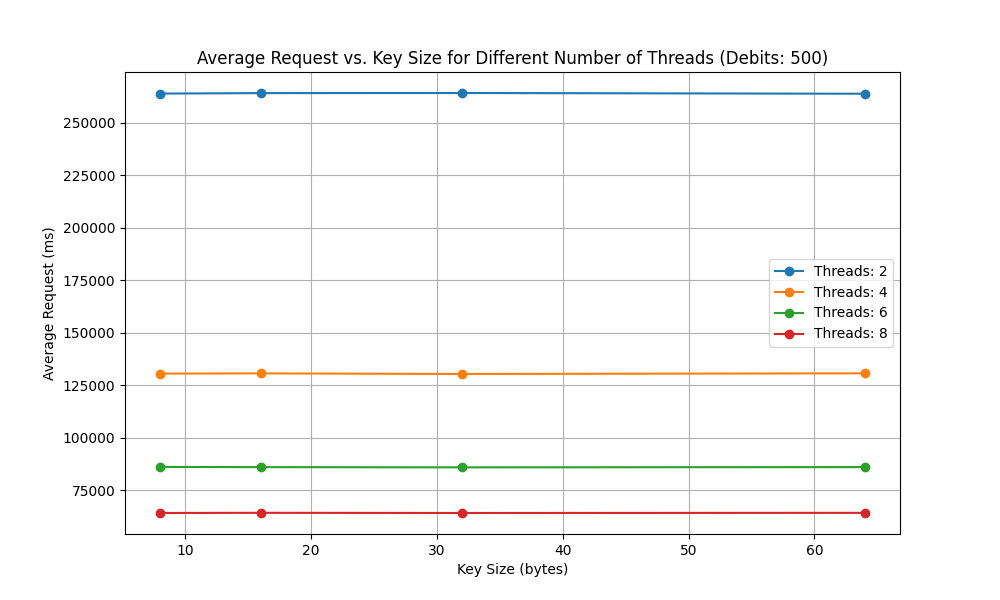 Average Request vs. Key Size for Different Number of Threads (Debits: 500)
Average Request (ms)
250000
225000
200000
175000
150000
125000
100000
75000
Threads: 2
Threads: 4
Threads: 6
Threads: 8
10 20 30 40 50 60
Key Size (bytes)